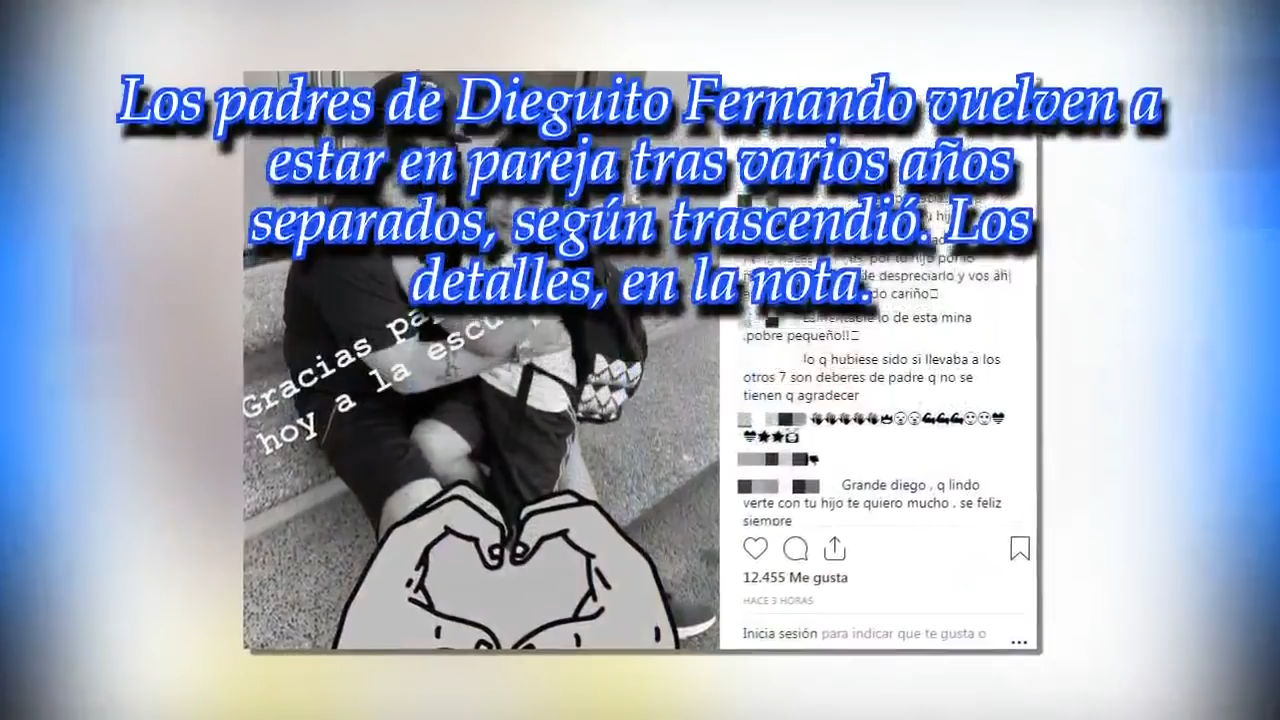 Los padres de Dieguito Fernando vuelven a
estar en pareja tras varios años
separados, según trascendió. Los
detalles, en la nota.
Gracias pa
hoy a la escu
de despreciarlo y vos ah
do cariño
lo de esta mina
,pobre pequeño!!
lo q hubiese sido si llevaba a los
otros 7 son deberes de padre q no se
tienen q agradecer
Grande diego , q lindo
verte con tu hijo te quiero mucho , se feliz
siempre
12.455 Me gusta
HACE 3 HORAS
Inicia sesión para indicar que te gusta o